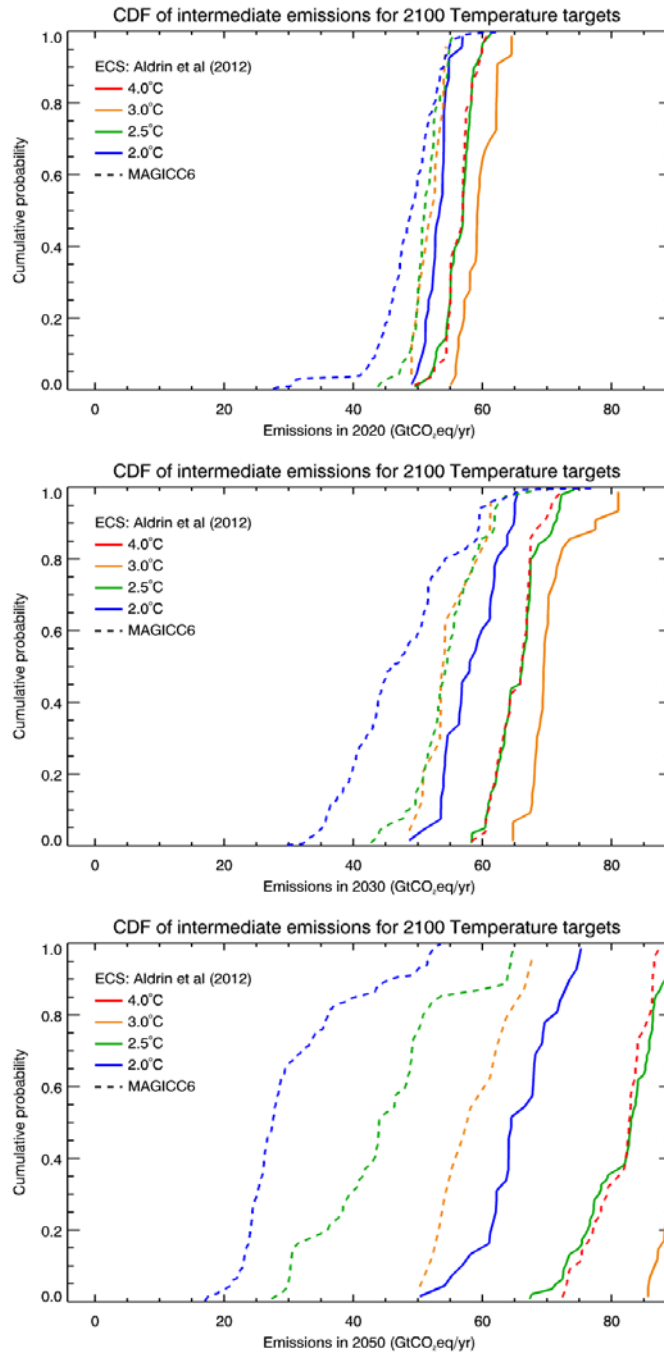 CDF of intermediate emissions for 2100 Temperature targets
ECS: Aldrin et al (2012)
4.0°C
3.0°C
2.5°C
2.0°C
MAGICC6
Cumulative probability
1.0
0.8
0.6
0.4
0.2
0.0
0 20 40 60 80
Emissions in 2020 (GtCO₂eq/yr)
CDF of intermediate emissions for 2100 Temperature targets
ECS: Aldrin et al (2012)
4.0°C
3.0°C
2.5°C
2.0°C
MAGICC6
Cumulative probability
1.0
0.8
0.6
0.4
0.2
0.0
0 20 40 60 80
Emissions in 2030 (GtCO₂eq/yr)
CDF of intermediate emissions for 2100 Temperature targets
ECS: Aldrin et al (2012)
4.0°C
3.0°C
2.5°C
2.0°C
MAGICC6
Cumulative probability
1.0
0.8
0.6
0.4
0.2
0.0
0 20 40 60 80
Emissions in 2050 (GtCO₂eq/yr)